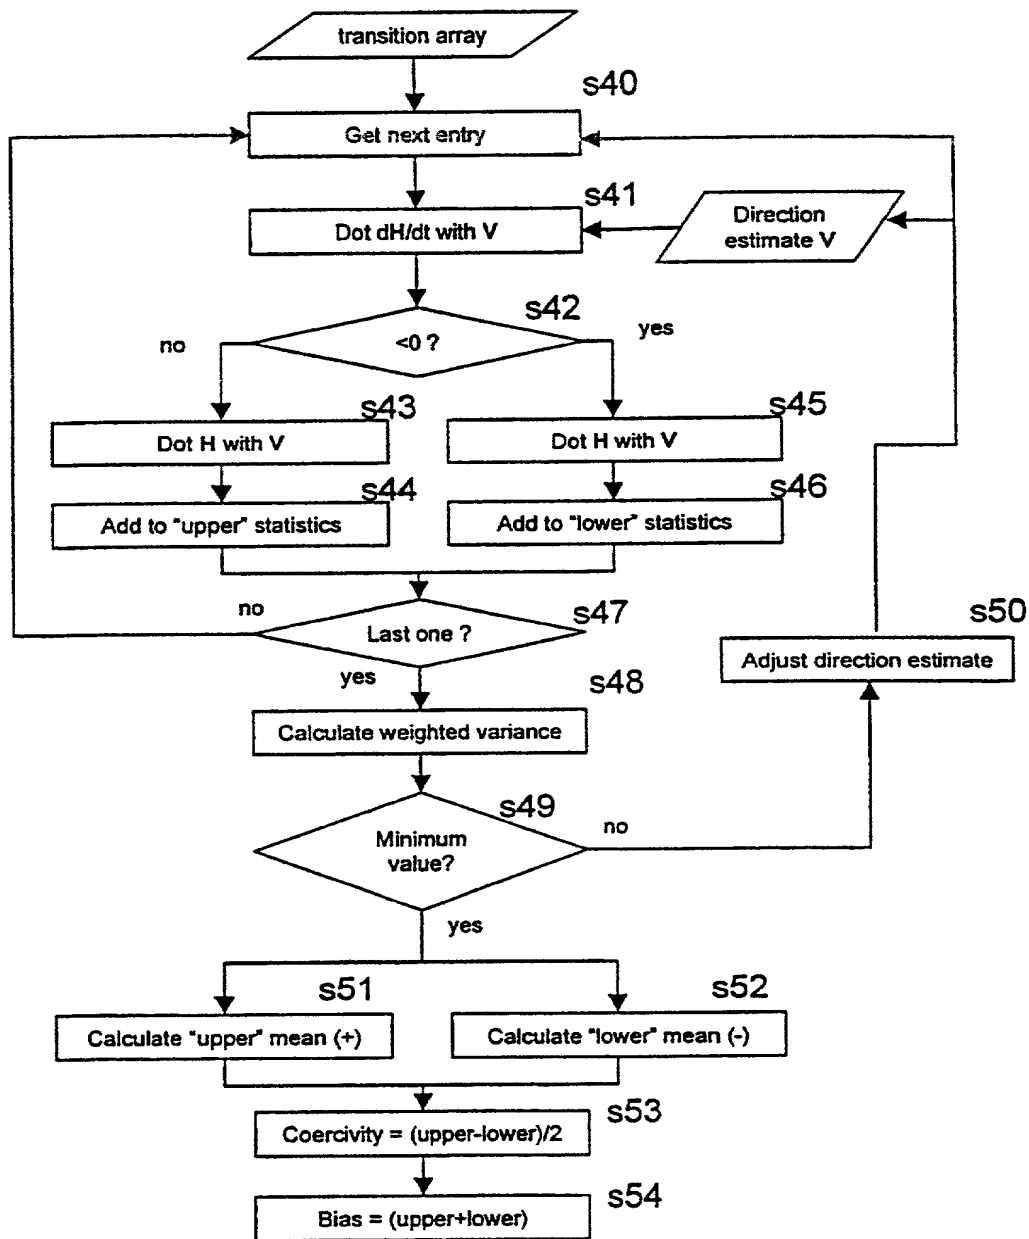 transition array
s40
Get next entry
s41
Dot dH/dt with V
Direction
estimate V
s42
<0 ?
no
yes
s43
Dot H with V
s45
Dot H with V
s44
Add to "upper" statistics
s46
Add to "lower" statistics
no
s47
Last one ?
yes
s50
Adjust direction estimate
s48
Calculate weighted variance
s49
Minimum
value?
no
yes
s51
Calculate "upper" mean (+)
s52
Calculate "lower" mean (-)
s53
Coercivity = (upper-lower)/2
s54
Bias = (upper+lower)